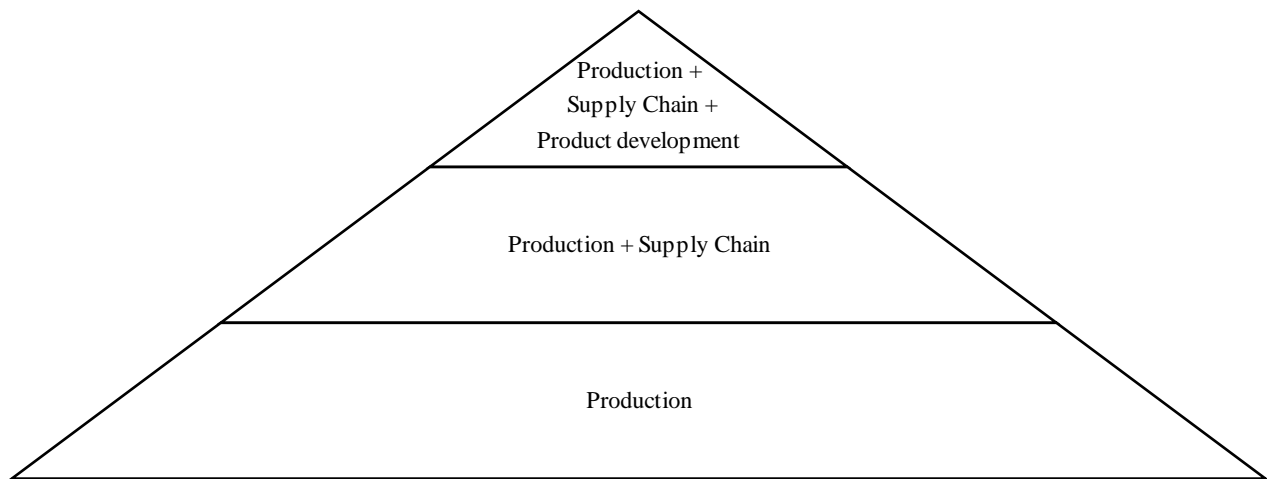 Production +
Supply Chain +
Product development
Production + Supply Chain
Production